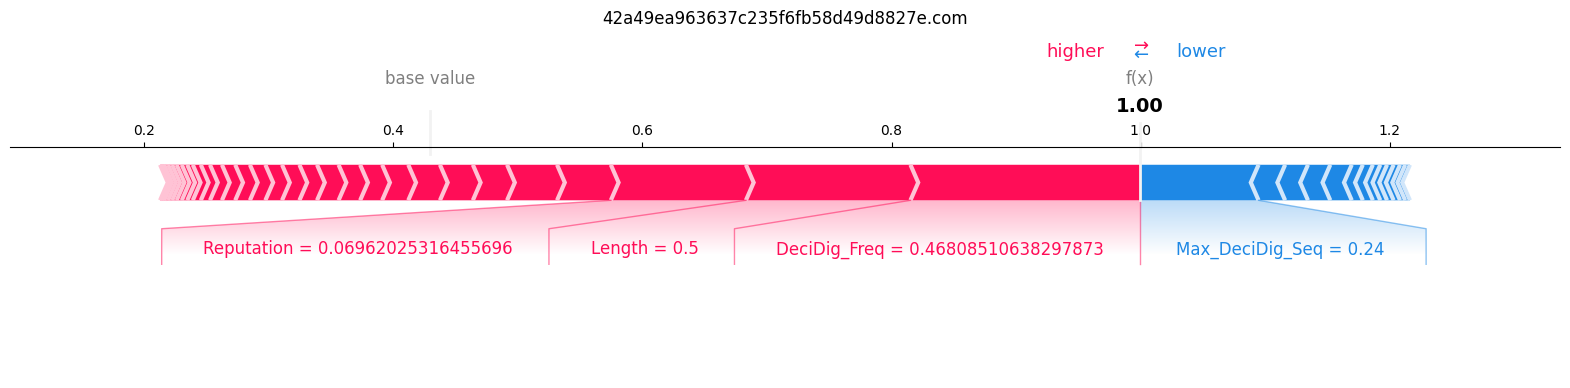 42a49ea963637c235f6fb58d49d8827e.com
higher ⇄ lower
base value f(x)
1.00
0.2 0.4 0.6 0.8 1.0 1.2
Reputation = 0.06962025316455696 Length = 0.5 DeciDig_Freq = 0.46808510638297873 Max_DeciDig_Seq = 0.24